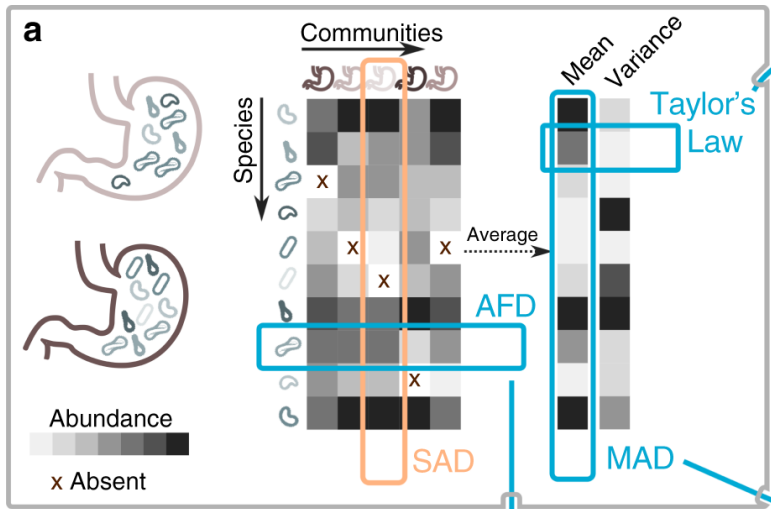 a
Communities
Species
Mean
Variance
Taylor's
Law
x
x
x
Average
x
x
AFD
x
SAD
MAD
Abundance
x Absent